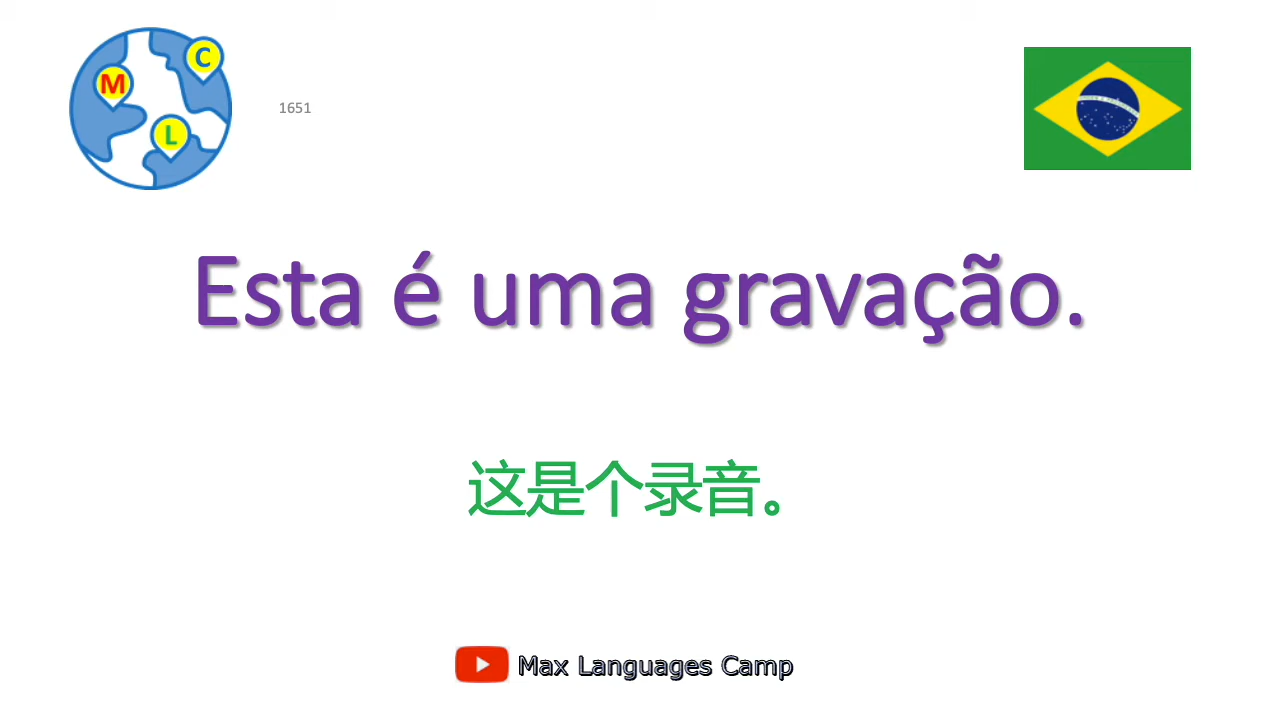 M
C
L
1651
Esta é uma gravação.
这是个录音。
Max Languages Camp